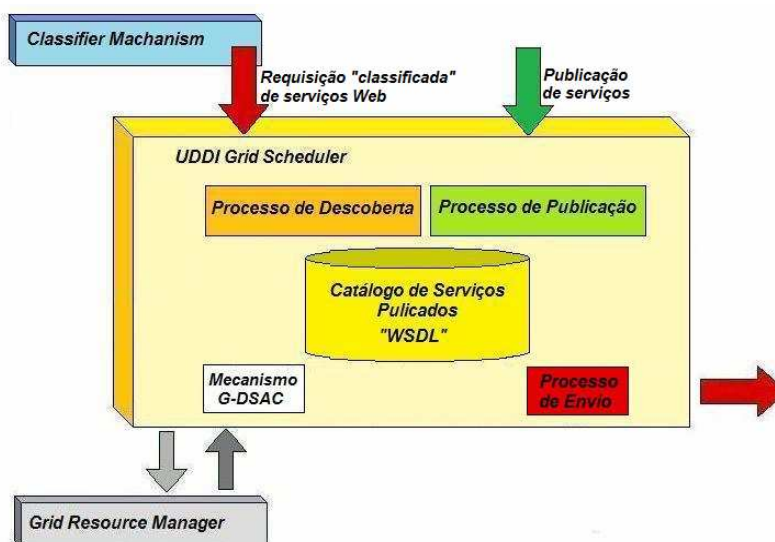 Classifier Machanism
Requisição "classificada"
de serviços Web
Publicação
de serviços
UDDI Grid Scheduler
Processo de Descoberta
Processo de Publicação
Catálogo de Serviços
Pulicados
"WSDL"
Mecanismo
G-DSAC
Processo
de Envio
Grid Resource Manager